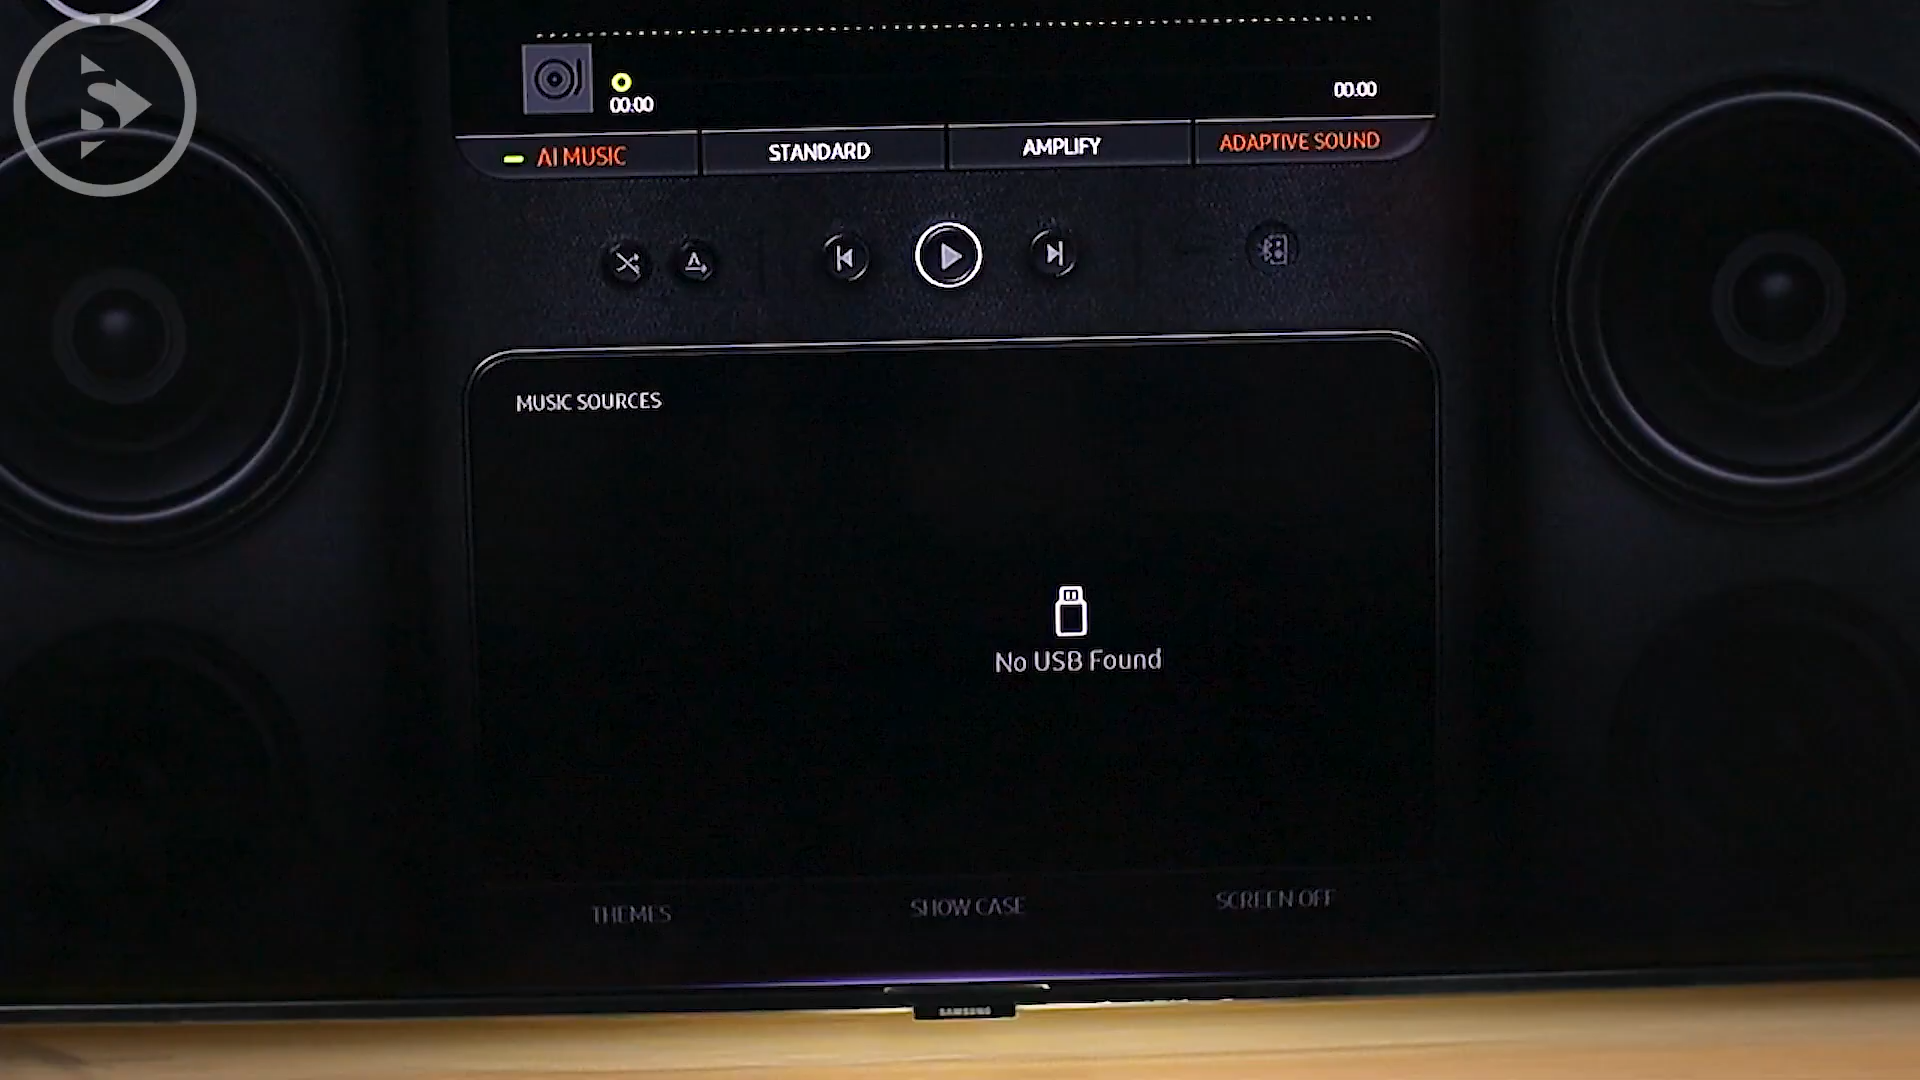 S
00:00
00:00
AI MUSIC
STANDARD
AMPLIFY
ADAPTIVE SOUND
MUSIC SOURCES
No USB Found
THEMES
SHOW CASE
SCREEN OFF
SAMSUNG